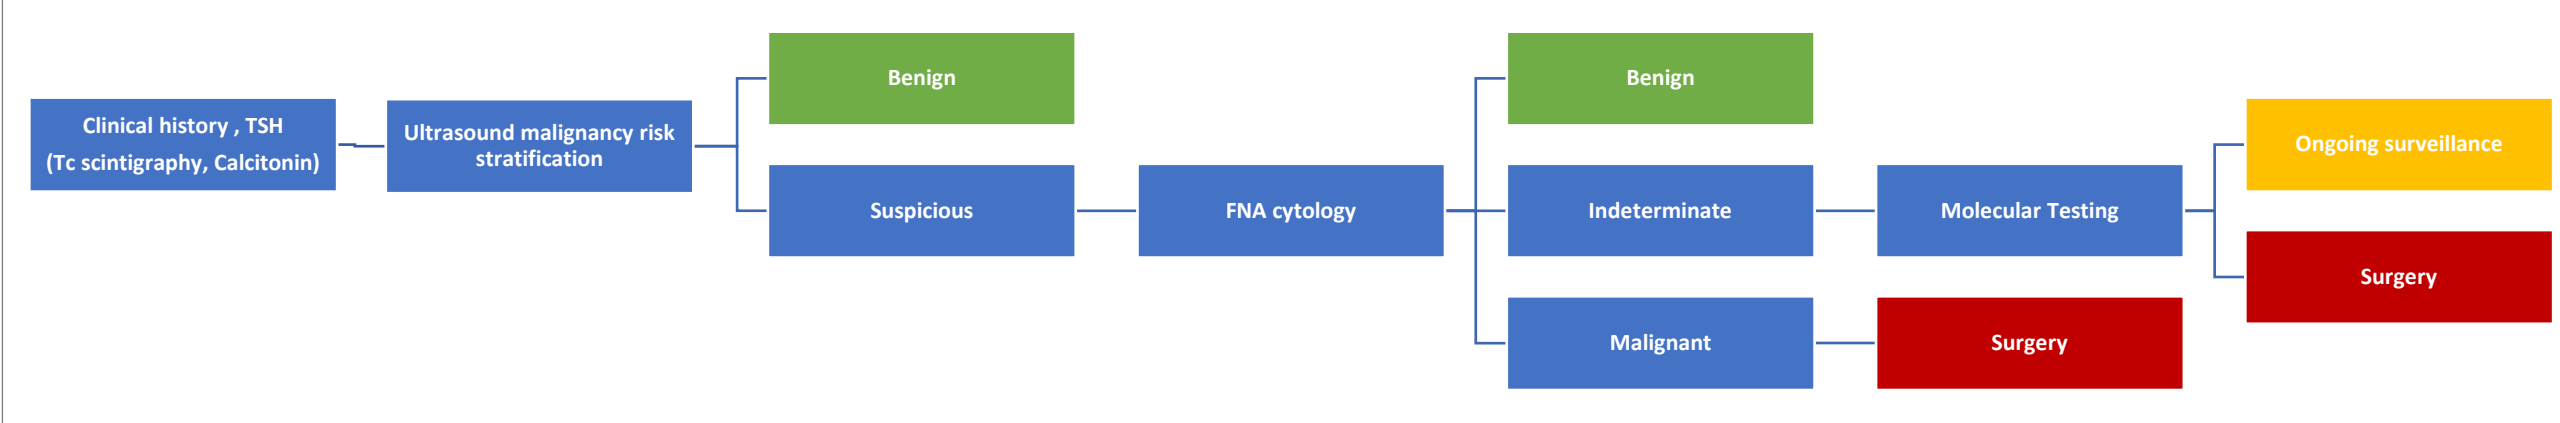 Clinical history , TSH
(Tc scintigraphy, Calcitonin)
Ultrasound malignancy risk
stratification
Benign
Suspicious
FNA cytology
Benign
Indeterminate
Malignant
Molecular Testing
Surgery
Ongoing surveillance
Surgery